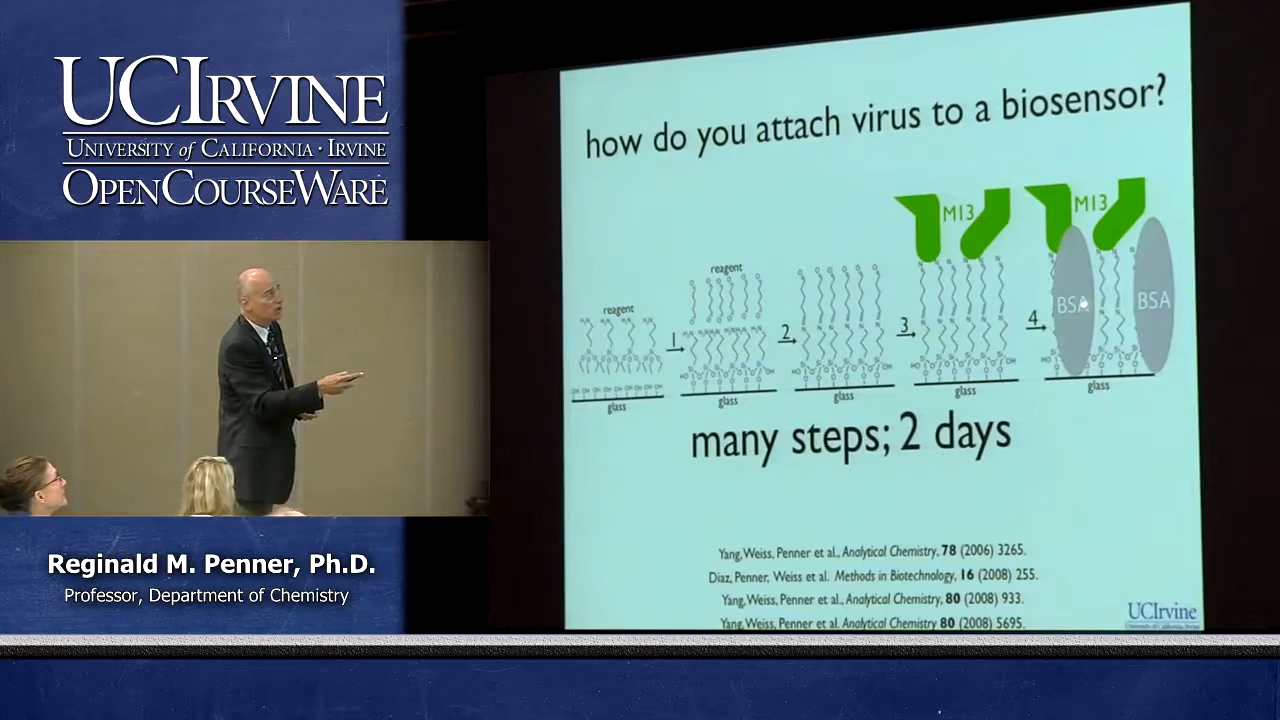 UCIRVINE
UNIVERSITY of CALIFORNIA · IRVINE
OPENCOURSEWARE
how do you attach virus to a biosensor?
M13
M13
reagent
reagent
BSA
BSA
1
2
3
4
glass
glass
glass
glass
glass
many steps; 2 days
Yang, Weiss, Penner et al., Analytical Chemistry, 78 (2006) 3265.
Diaz, Penner, Weiss et al. Methods in Biotechnology, 16 (2008) 255.
Yang, Weiss, Penner et al., Analytical Chemistry, 80 (2008) 933.
Yang, Weiss, Penner et al. Analytical Chemistry 80 (2008) 5695.
UCIrvine
Reginald M. Penner, Ph.D.
Professor, Department of Chemistry